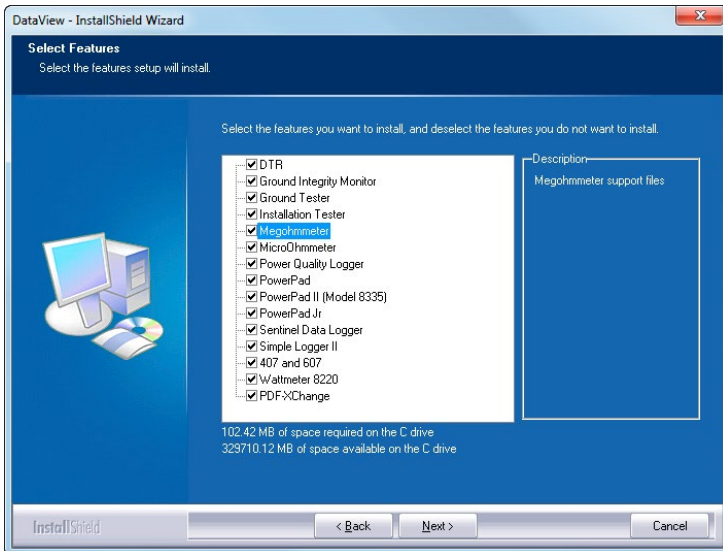 DataView - InstallShield Wizard
Select Features
Select the features setup will install.
Select the features you want to install, and deselect the features you do not want to install.
DTR
Ground Integrity Monitor
Ground Tester
Installation Tester
Megohmmeter
MicroOhmmeter
Power Quality Logger
PowerPad
PowerPad II (Model 8335)
PowerPad Jr
Sentinel Data Logger
Simple Logger II
407 and 607
Wattmeter 8220
PDF-XChange
Description
Megohmmeter support files
102.42 MB of space required on the C drive
329710.12 MB of space available on the C drive
InstallShield
< Back
Next >
Cancel